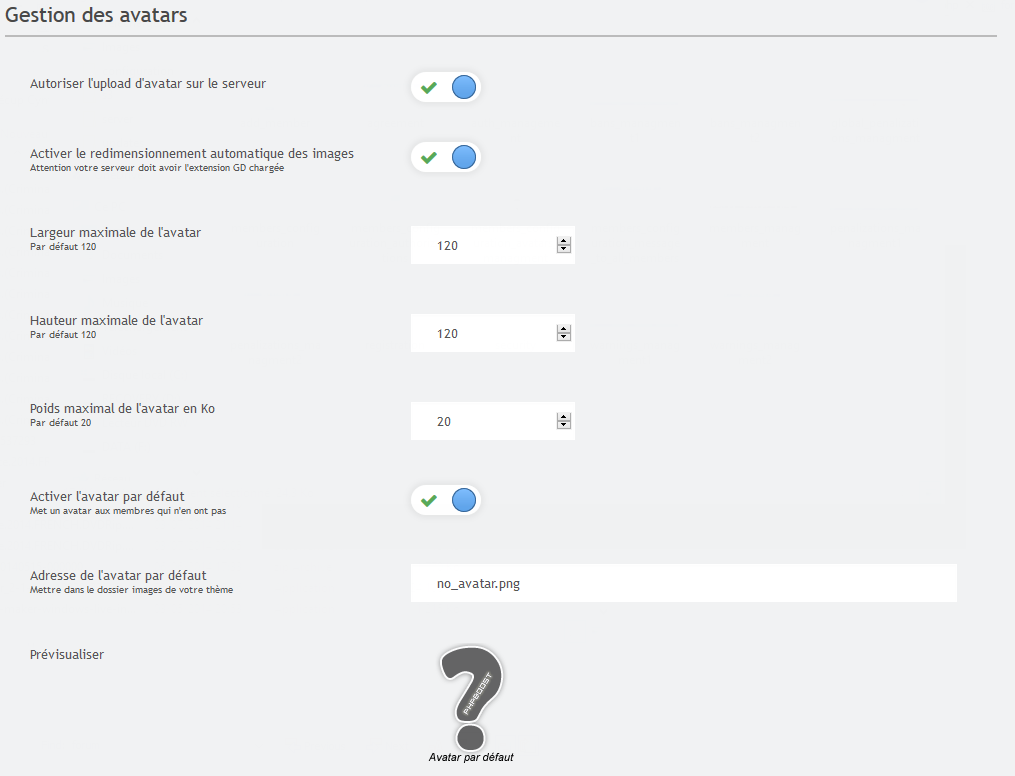 Gestion des avatars
Autoriser l'upload d'avatar sur le serveur
Activer le redimensionnement automatique des images
Attention votre serveur doit avoir l'extension GD chargée
Largeur maximale de l'avatar
Par défaut 120
120
Hauteur maximale de l'avatar
Par défaut 120
120
Poids maximal de l'avatar en Ko
Par défaut 20
20
Activer l'avatar par défaut
Met un avatar aux membres qui n'en ont pas
Adresse de l'avatar par défaut
Mettre dans le dossier images de votre thème
no_avatar.png
Prévisualiser
PHPBOOST
Avatar par défaut